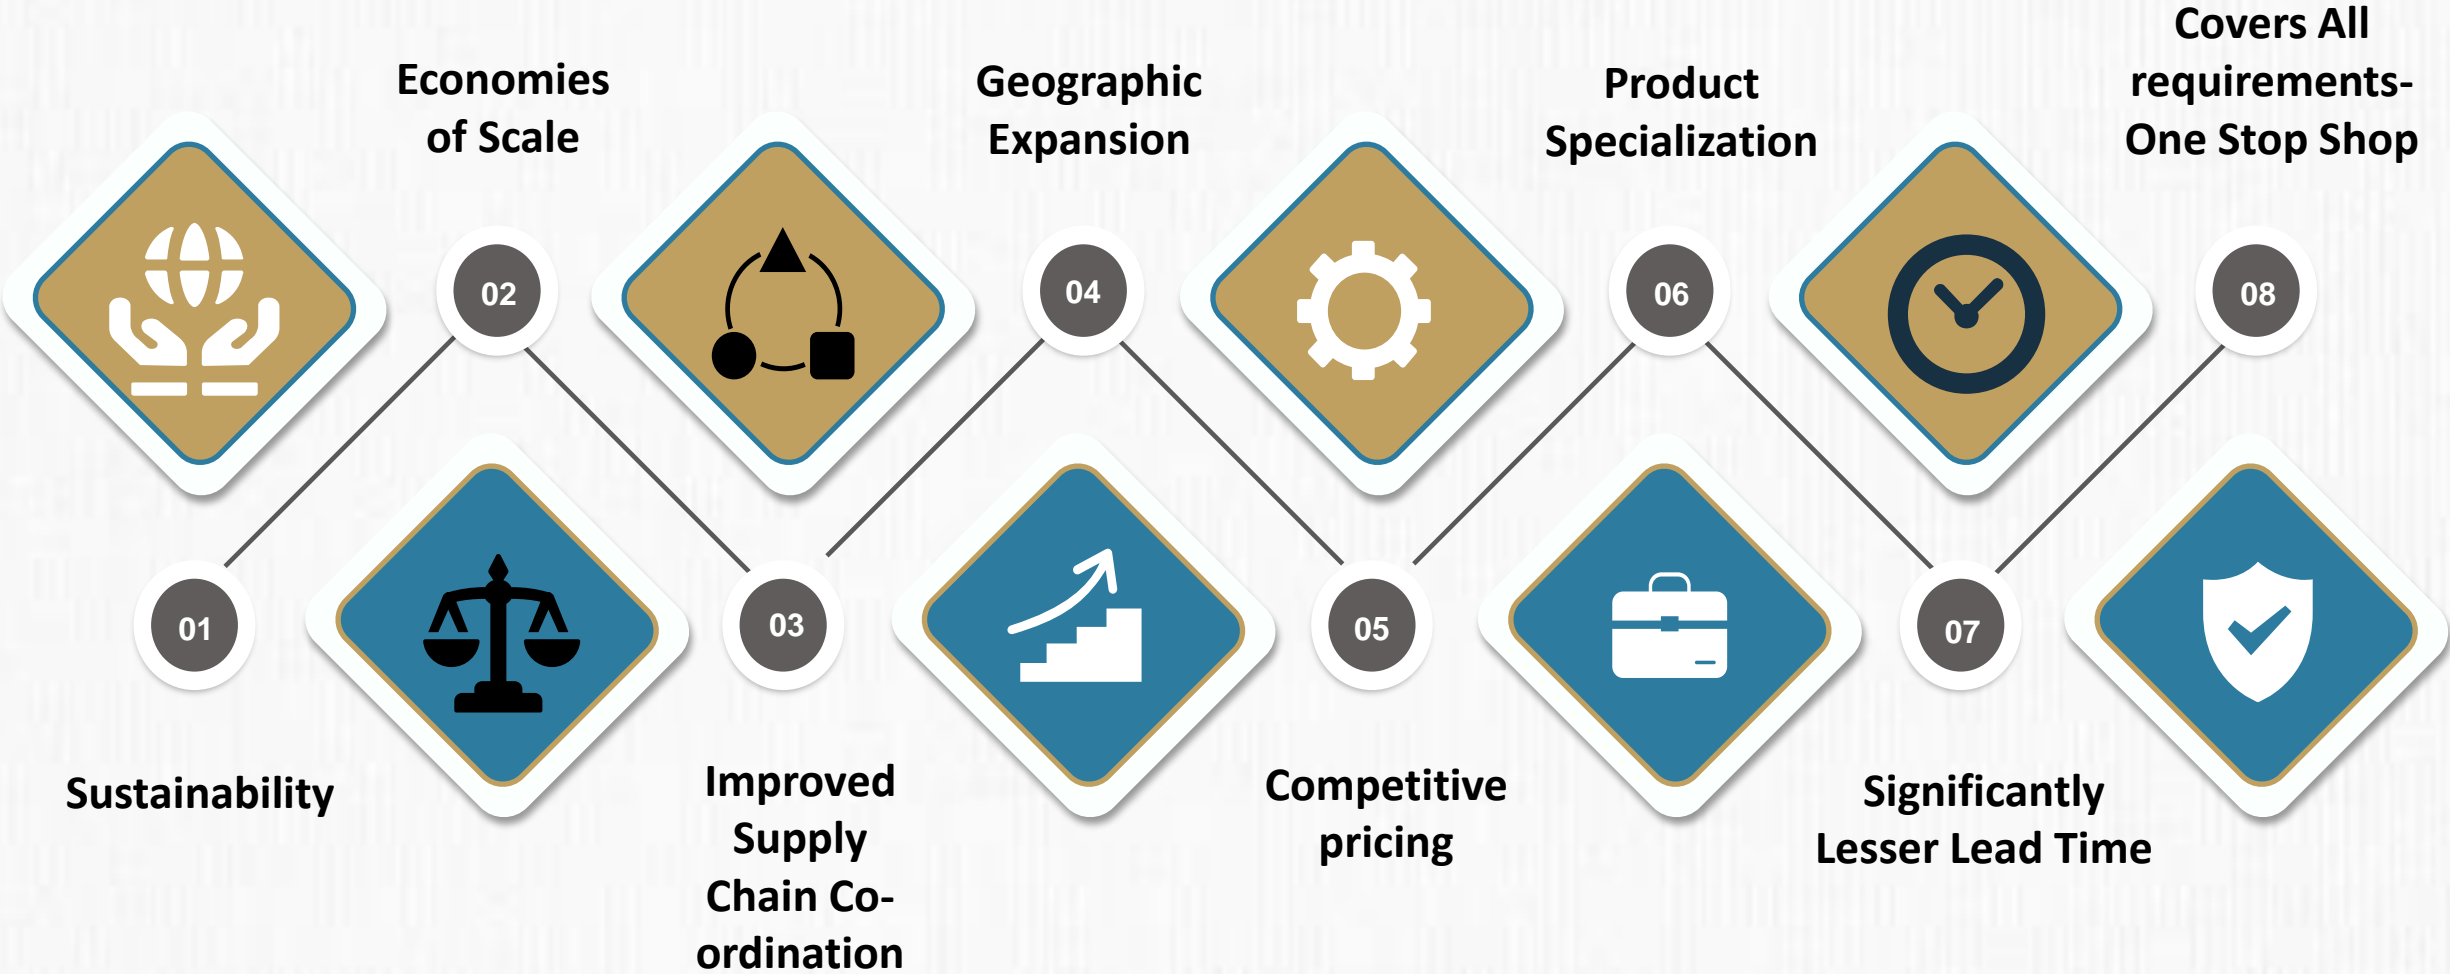 01
Sustainability
02
Economies
of Scale
03
Improved
Supply
Chain Co-
ordination
04
Geographic
Expansion
05
Competitive
pricing
06
Product
Specialization
07
Significantly
Lesser Lead Time
08
Covers All
requirements-
One Stop Shop